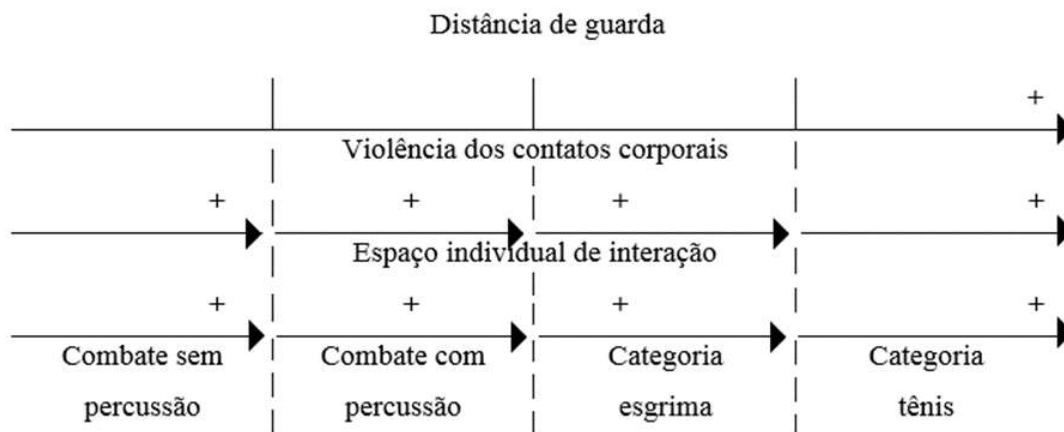 Distância de guarda
+
Violência dos contatos corporais
+ + + +
Espaço individual de interação
+ + + +
Combate sem Combate com Categoria Categoria
percussão percussão esgrima tênis